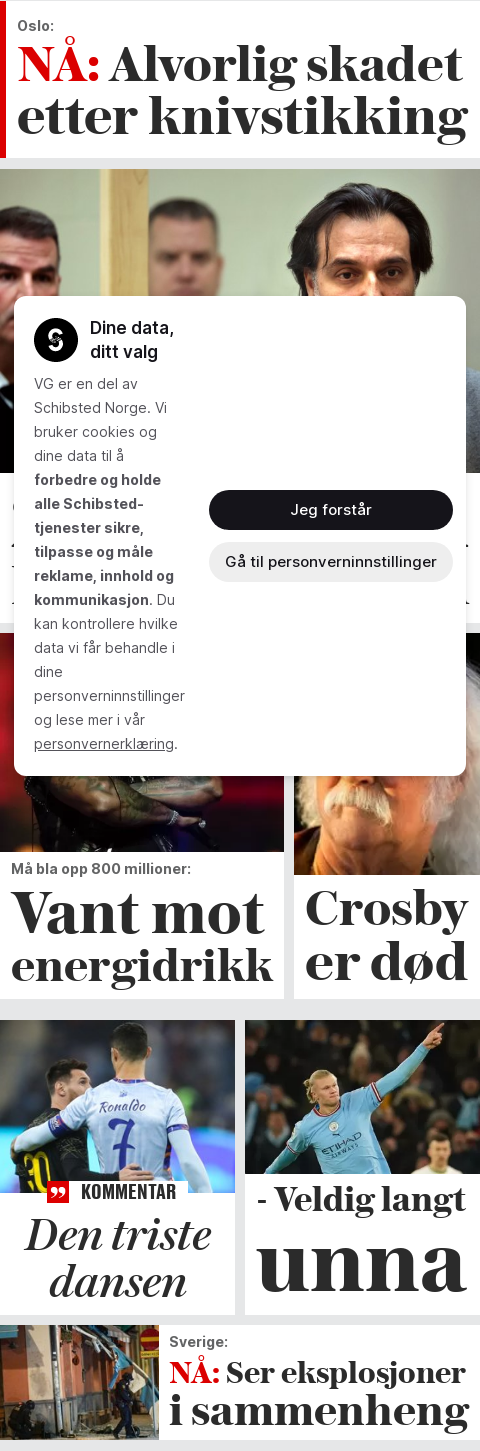 Oslo:
NÅ: Alvorlig skadet
etter knivstikking
Dine data,
ditt valg
VG er en del av
Schibsted Norge. Vi
bruker cookies og
dine data til å
forbedre og holde
alle Schibsted-
tjenester sikre,
tilpasse og måle
reklame, innhold og
kommunikasjon. Du
kan kontrollere hvilke
data vi får behandle i
dine
personverninnstillinger
og lese mer i vår
personvernerklæring.
Jeg forstår
Gå til personverninnstillinger
Må bla opp 800 millioner:
Vant mot
energidrikk
Crosby
er død
Ronaldo
7
10
KOMMENTAR
Den triste
dansen
ETIHAD
AIRWAYS
- Veldig langt
unna
Sverige:
NÅ: Ser eksplosjoner
i sammenheng